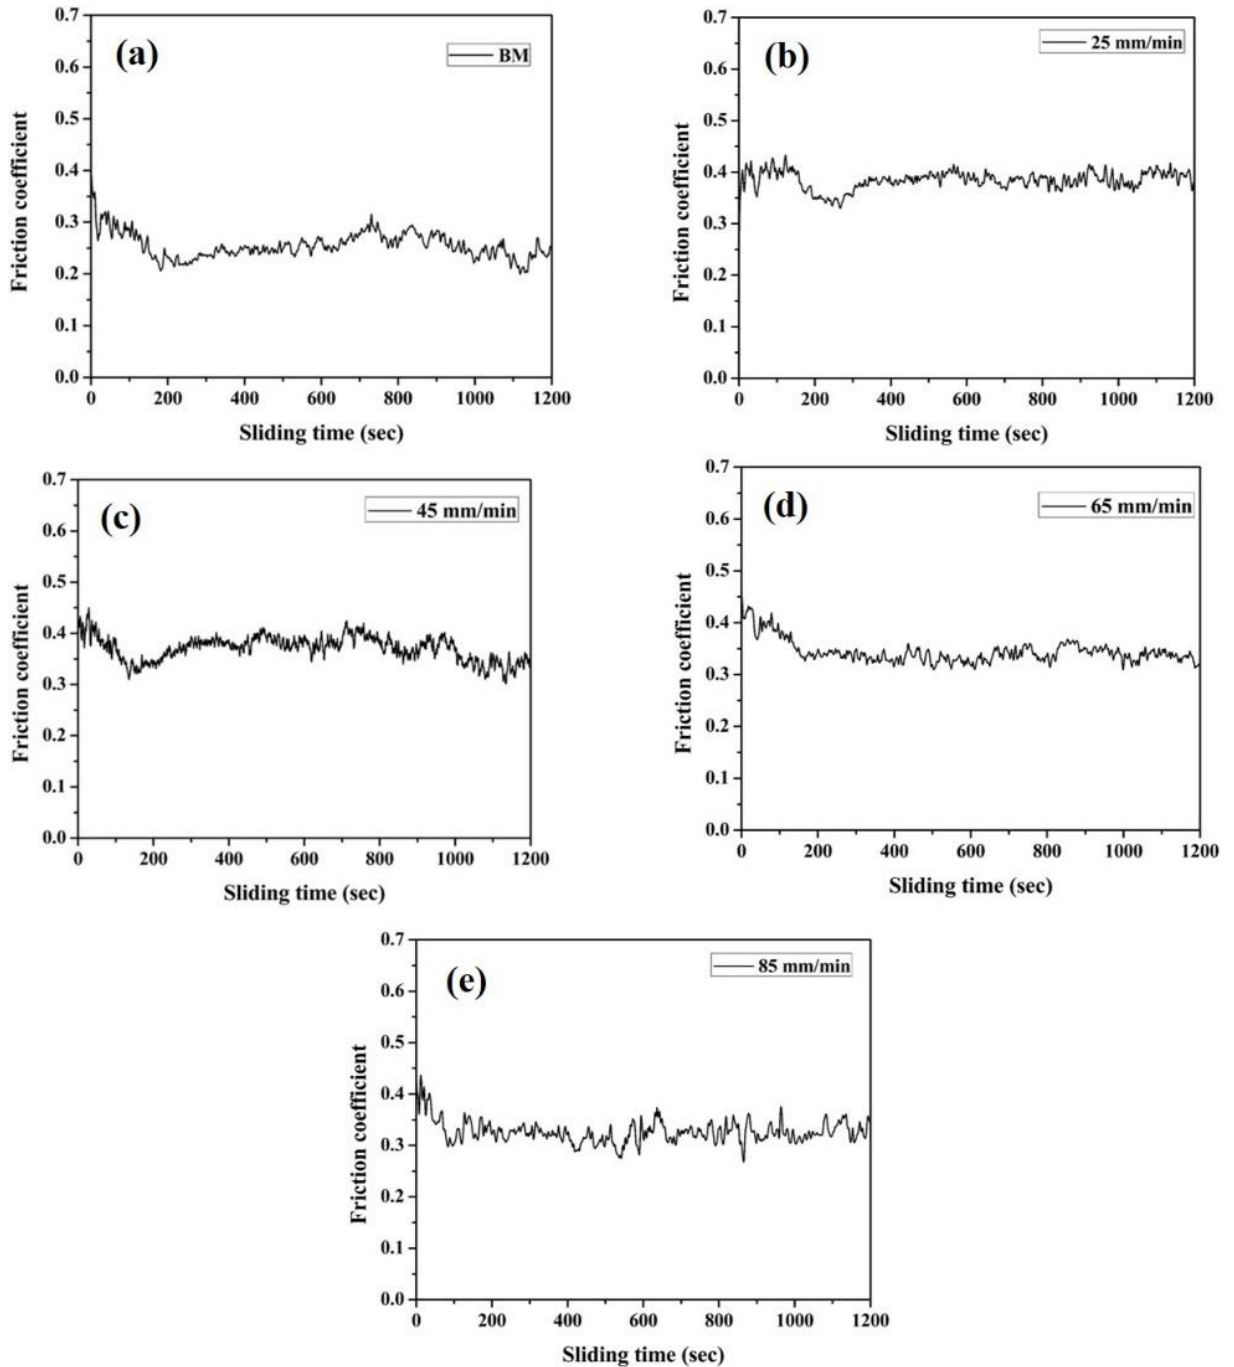 (a)
BM
0.7
0.6
0.5
0.4
0.3
0.2
0.1
0.0
Friction coefficient
0 200 400 600 800 1000 1200
Sliding time (sec)
(b)
25 mm/min
0.7
0.6
0.5
0.4
0.3
0.2
0.1
0.0
Friction coefficient
0 200 400 600 800 1000 1200
Sliding time (sec)
(c)
45 mm/min
0.7
0.6
0.5
0.4
0.3
0.2
0.1
0.0
Friction coefficient
0 200 400 600 800 1000 1200
Sliding time (sec)
(d)
65 mm/min
0.7
0.6
0.5
0.4
0.3
0.2
0.1
0.0
Friction coefficient
0 200 400 600 800 1000 1200
Sliding time (sec)
(e)
85 mm/min
0.7
0.6
0.5
0.4
0.3
0.2
0.1
0.0
Friction coefficient
0 200 400 600 800 1000 1200
Sliding time (sec)